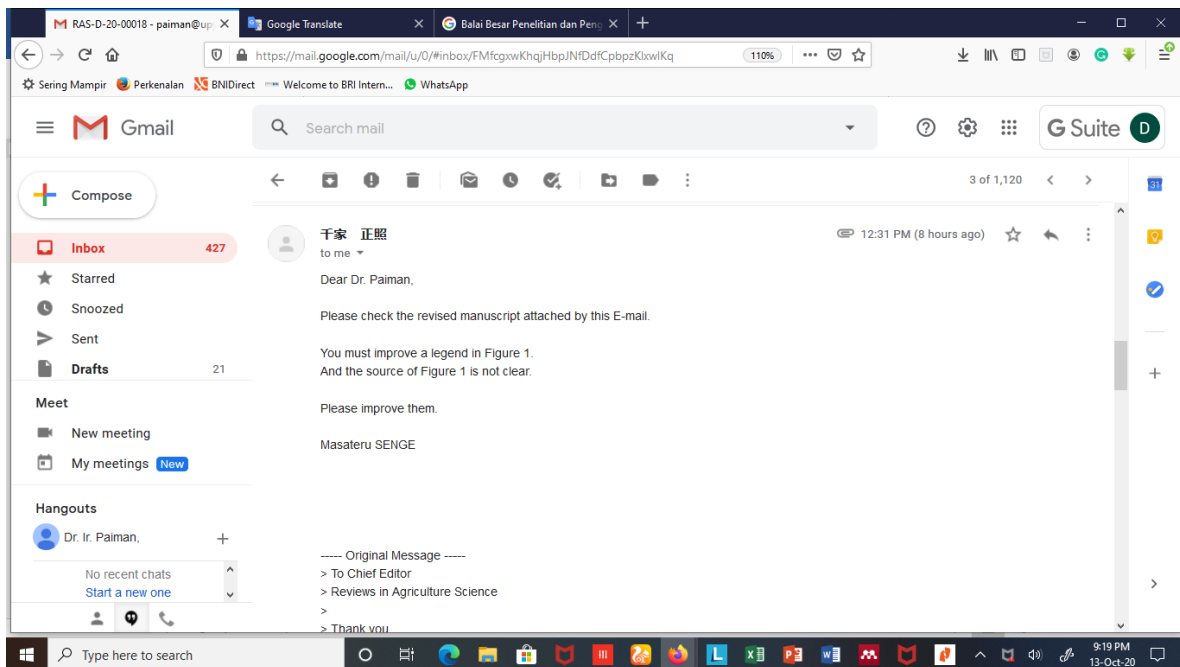 RAS-D-20-00018 - paiman@up
Google Translate
Balai Besar Penelitian dan Peng
https://mail.google.com/mail/u/0/#inbox/FMfcgxwKhqjHbpJNfDdfCpbpzKlxwlKq
110%
Sering Mampir Perkenalan BNIDirect Welcome to BRI Intern... WhatsApp
Gmail
Search mail
G Suite D
Compose
3 of 1,120
31
Inbox 427
Starred
Snoozed
Sent
Drafts 21
Meet
New meeting
My meetings New
Hangouts
Dr. Ir. Paiman,
No recent chats
Start a new one
千家 正照
12:31 PM (8 hours ago)
to me
Dear Dr. Paiman,
Please check the revised manuscript attached by this E-mail.
You must improve a legend in Figure 1.
And the source of Figure 1 is not clear.
Please improve them.
Masateru SENGE
----- Original Message -----
> To Chief Editor
> Reviews in Agriculture Science
>
> Thank you
Type here to search
9:19 PM
13-Oct-20